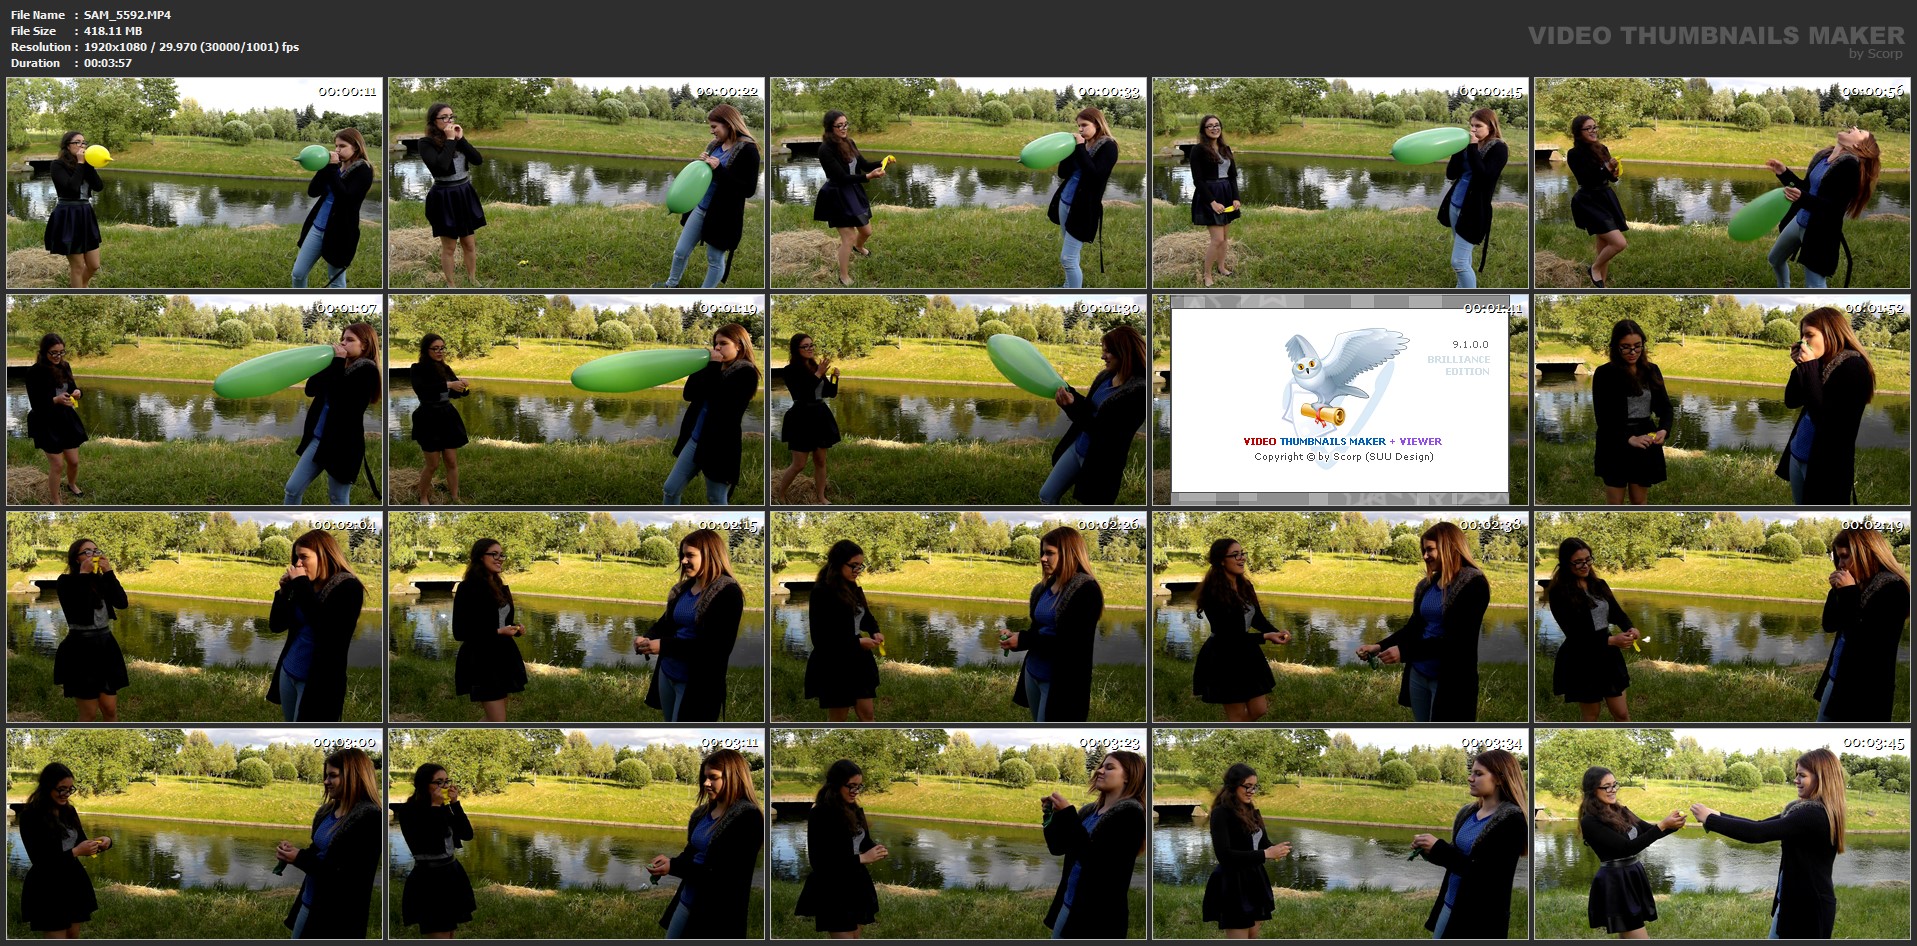 File Name : SAM_5592.MP4
File Size : 418.11 MB
Resolution : 1920x1080 / 29.970 (30000/1001) fps
Duration : 00:03:57
VIDEO THUMBNAILS MAKER
by Scorp
00:00:11
00:00:22
00:00:33
00:00:45
00:00:56
00:01:07
00:01:19
00:01:30
00:01:41
9.1.0.0
BRILLIANCE
EDITION
VIDEO THUMBNAILS MAKER + VIEWER
Copyright © by Scorp (SUU Design)
00:01:52
00:02:04
00:02:15
00:02:26
00:02:38
00:02:49
00:03:00
00:03:11
00:03:23
00:03:34
00:03:45